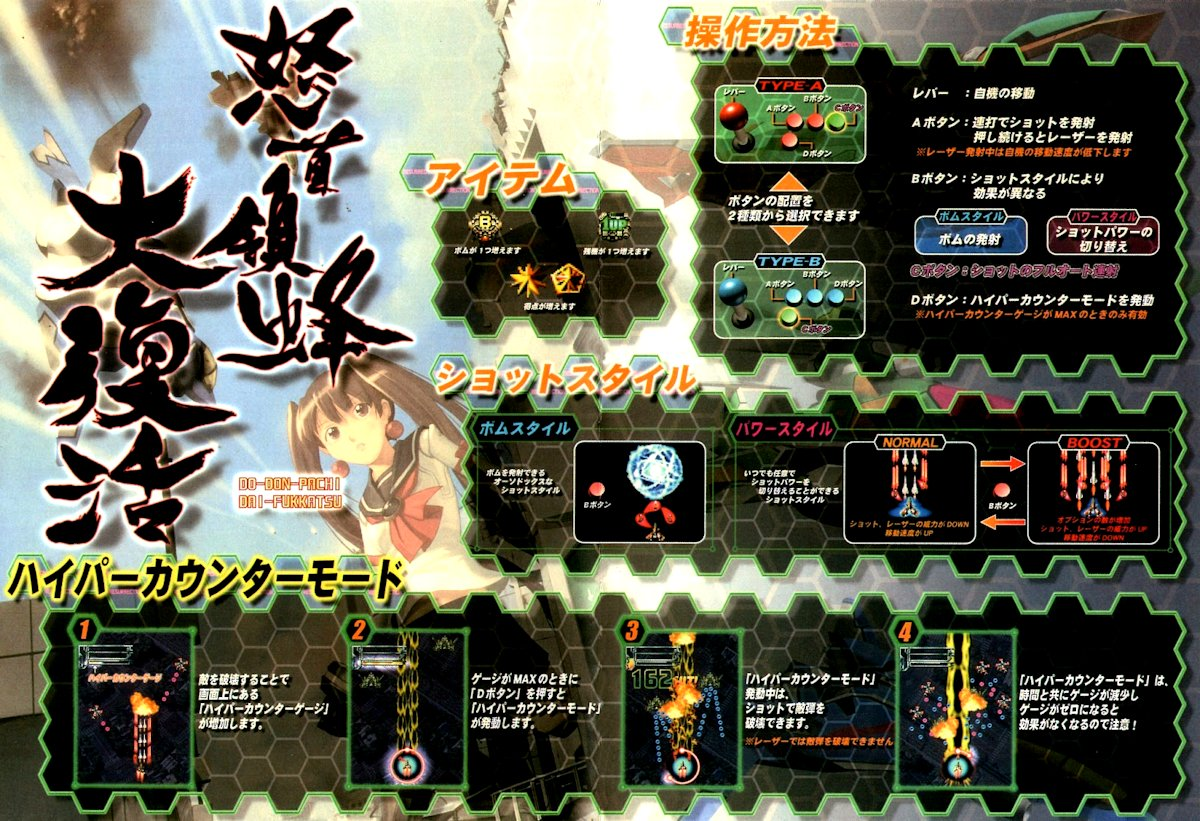 怒首領蜂
大復活
DO-DON-PACHI
DAI-FUKKATSU
操作方法
TYPE-A
レバー
Aボタン
Bボタン
Cボタン
Dボタン
ボタンの配置を
2種類から選択できます
TYPE-B
レバー
Aボタン
Bボタン
Dボタン
Cボタン
レバー :自機の移動
Aボタン:連打でショットを発射
押し続けるとレーザーを発射
※レーザー発射中は自機の移動速度が低下します
Bボタン:ショットスタイルにより
効果が異なる
ボムスタイル
ボムの発射
パワースタイル
ショットパワーの
切り替え
Cボタン:ショットのフルオート連射
Dボタン:ハイパーカウンターモードを発動
※ハイパーカウンターゲージがMAXのときのみ有効
アイテム
B
ボムが1つ増えます
1UP
残機が1つ増えます
得点が増えます
ショットスタイル
ボムスタイル
ボムを発射できる
オーソドックスな
ショットスタイル
Bボタン
パワースタイル
いつでも任意で
ショットパワーを
切り替えることができる
ショットスタイル
NORMAL
ショット、レーザーの威力がDOWN
移動速度がUP
Bボタン
BOOST
オプションの数が増加
ショット、レーザーの威力がUP
移動速度がDOWN
ハイパーカウンターモード
1
ハイパーカウンターゲージ
敵を破壊することで
画面上にある
「ハイパーカウンターゲージ」
が増加します。
2
ゲージがMAXのときに
「Dボタン」を押すと
「ハイパーカウンターモード」
が発動します。
3
162
「ハイパーカウンターモード」
発動中は、
ショットで敵弾を
破壊できます。
※レーザーでは敵弾を破壊できません
4
「ハイパーカウンターモード」は、
時間と共にゲージが減少し
ゲージがゼロになると
効果がなくなるので注意!